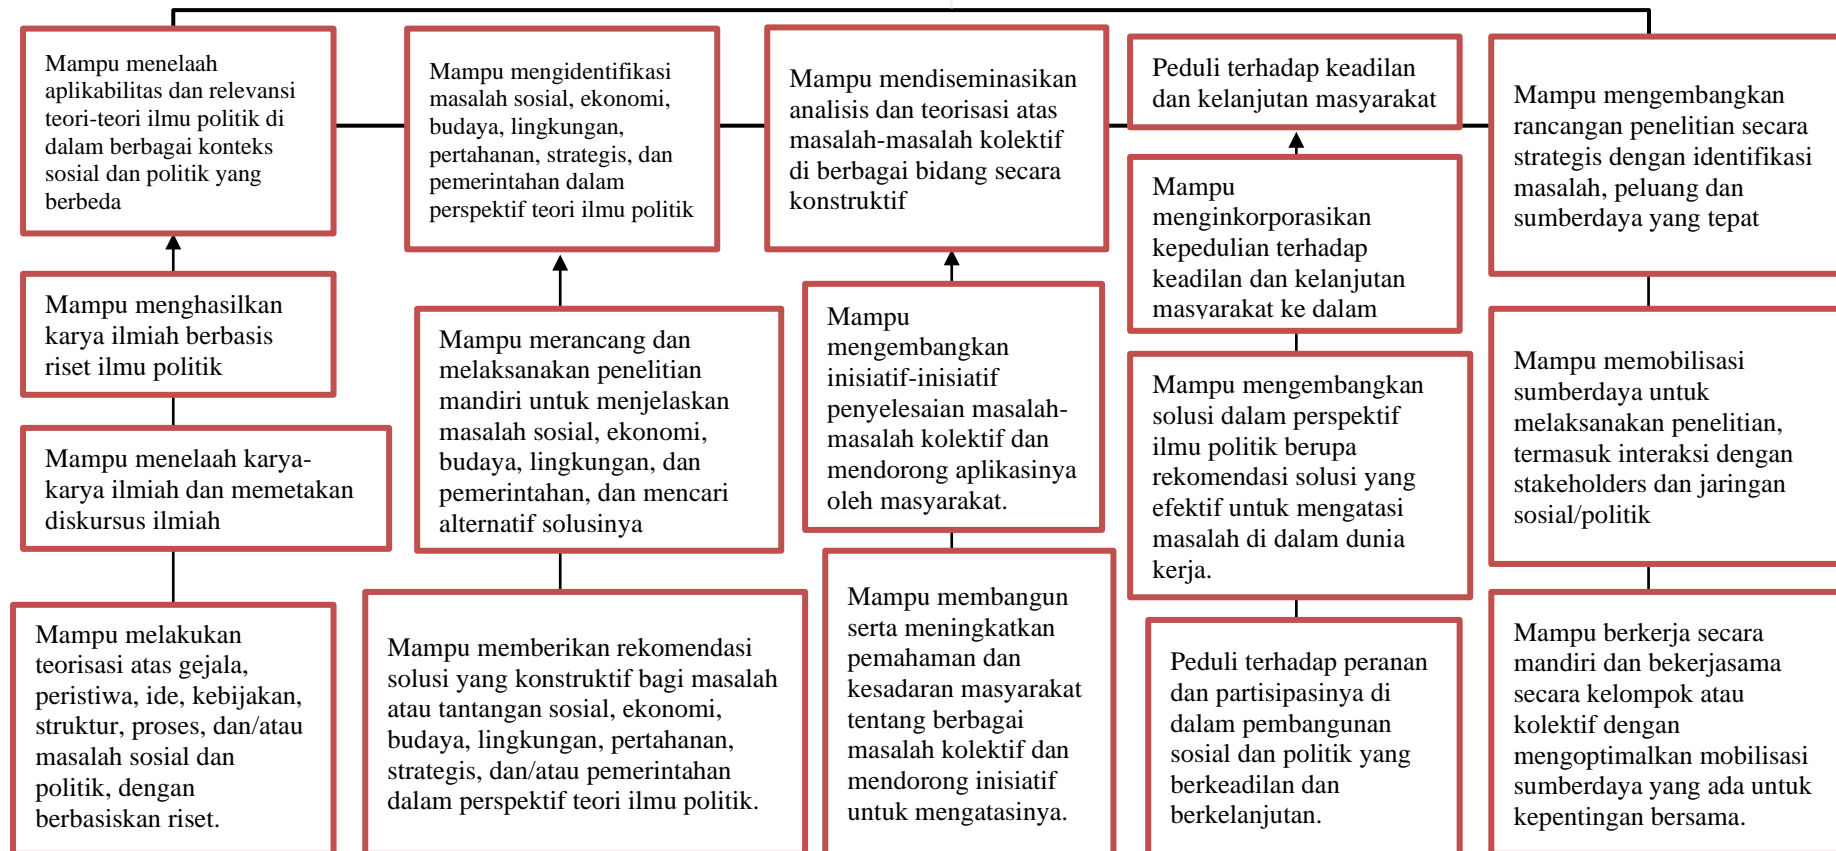 Mampu menelaah
aplikabilitas dan relevansi
teori-teori ilmu politik di
dalam berbagai konteks
sosial dan politik yang
berbeda
Mampu menghasilkan
karya ilmiah berbasis
riset ilmu politik
Mampu menelaah karya-
karya ilmiah dan memetakan
diskursus ilmiah
Mampu melakukan
teorisasi atas gejala,
peristiwa, ide, kebijakan,
struktur, proses, dan/atau
masalah sosial dan
politik, dengan
berbasiskan riset.
Mampu mengidentifikasi
masalah sosial, ekonomi,
budaya, lingkungan,
pertahanan, strategis, dan
pemerintahan dalam
perspektif teori ilmu politik
Mampu merancang dan
melaksanakan penelitian
mandiri untuk menjelaskan
masalah sosial, ekonomi,
budaya, lingkungan, dan
pemerintahan, dan mencari
alternatif solusinya
Mampu memberikan rekomendasi
solusi yang konstruktif bagi masalah
atau tantangan sosial, ekonomi,
budaya, lingkungan, pertahanan,
strategis, dan/atau pemerintahan
dalam perspektif teori ilmu politik.
Mampu mendiseminasikan
analisis dan teorisasi atas
masalah-masalah kolektif
di berbagai bidang secara
konstruktif
Mampu
mengembangkan
inisiatif-inisiatif
penyelesaian masalah-
masalah kolektif dan
mendorong aplikasinya
oleh masyarakat.
Mampu membangun
serta meningkatkan
pemahaman dan
kesadaran masyarakat
tentang berbagai
masalah kolektif dan
mendorong inisiatif
untuk mengatasinya.
Peduli terhadap keadilan
dan kelanjutan masyarakat
Mampu
menginkorporasikan
kepedulian terhadap
keadilan dan kelanjutan
masyarakat ke dalam
Mampu mengembangkan
solusi dalam perspektif
ilmu politik berupa
rekomendasi solusi yang
efektif untuk mengatasi
masalah di dalam dunia
kerja.
Peduli terhadap peranan
dan partisipasinya di
dalam pembangunan
sosial dan politik yang
berkeadilan dan
berkelanjutan.
Mampu mengembangkan
rancangan penelitian secara
strategis dengan identifikasi
masalah, peluang dan
sumberdaya yang tepat
Mampu memobilisasi
sumberdaya untuk
melaksanakan penelitian,
termasuk interaksi dengan
stakeholders dan jaringan
sosial/politik
Mampu berkerja secara
mandiri dan bekerjasama
secara kelompok atau
kolektif dengan
mengoptimalkan mobilisasi
sumberdaya yang ada untuk
kepentingan bersama.